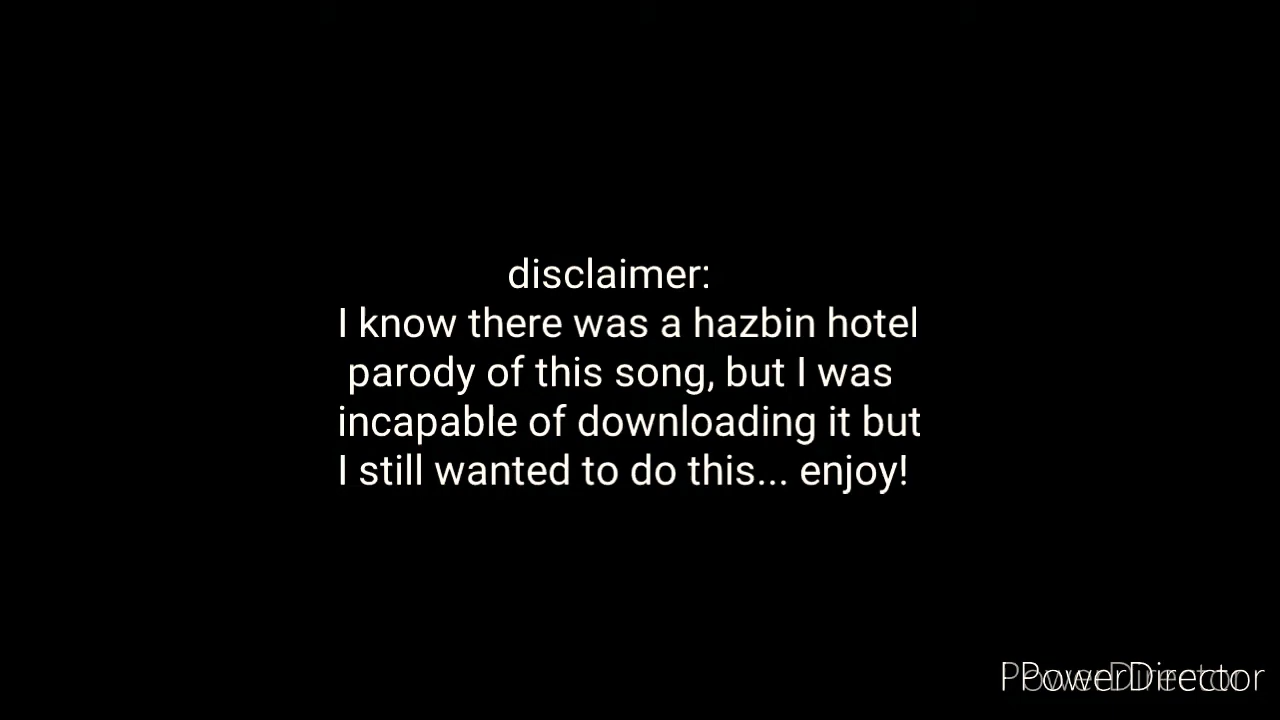 disclaimer:
I know there was a hazbin hotel
parody of this song, but I was
incapable of downloading it but
I still wanted to do this... enjoy!
PowerDirector